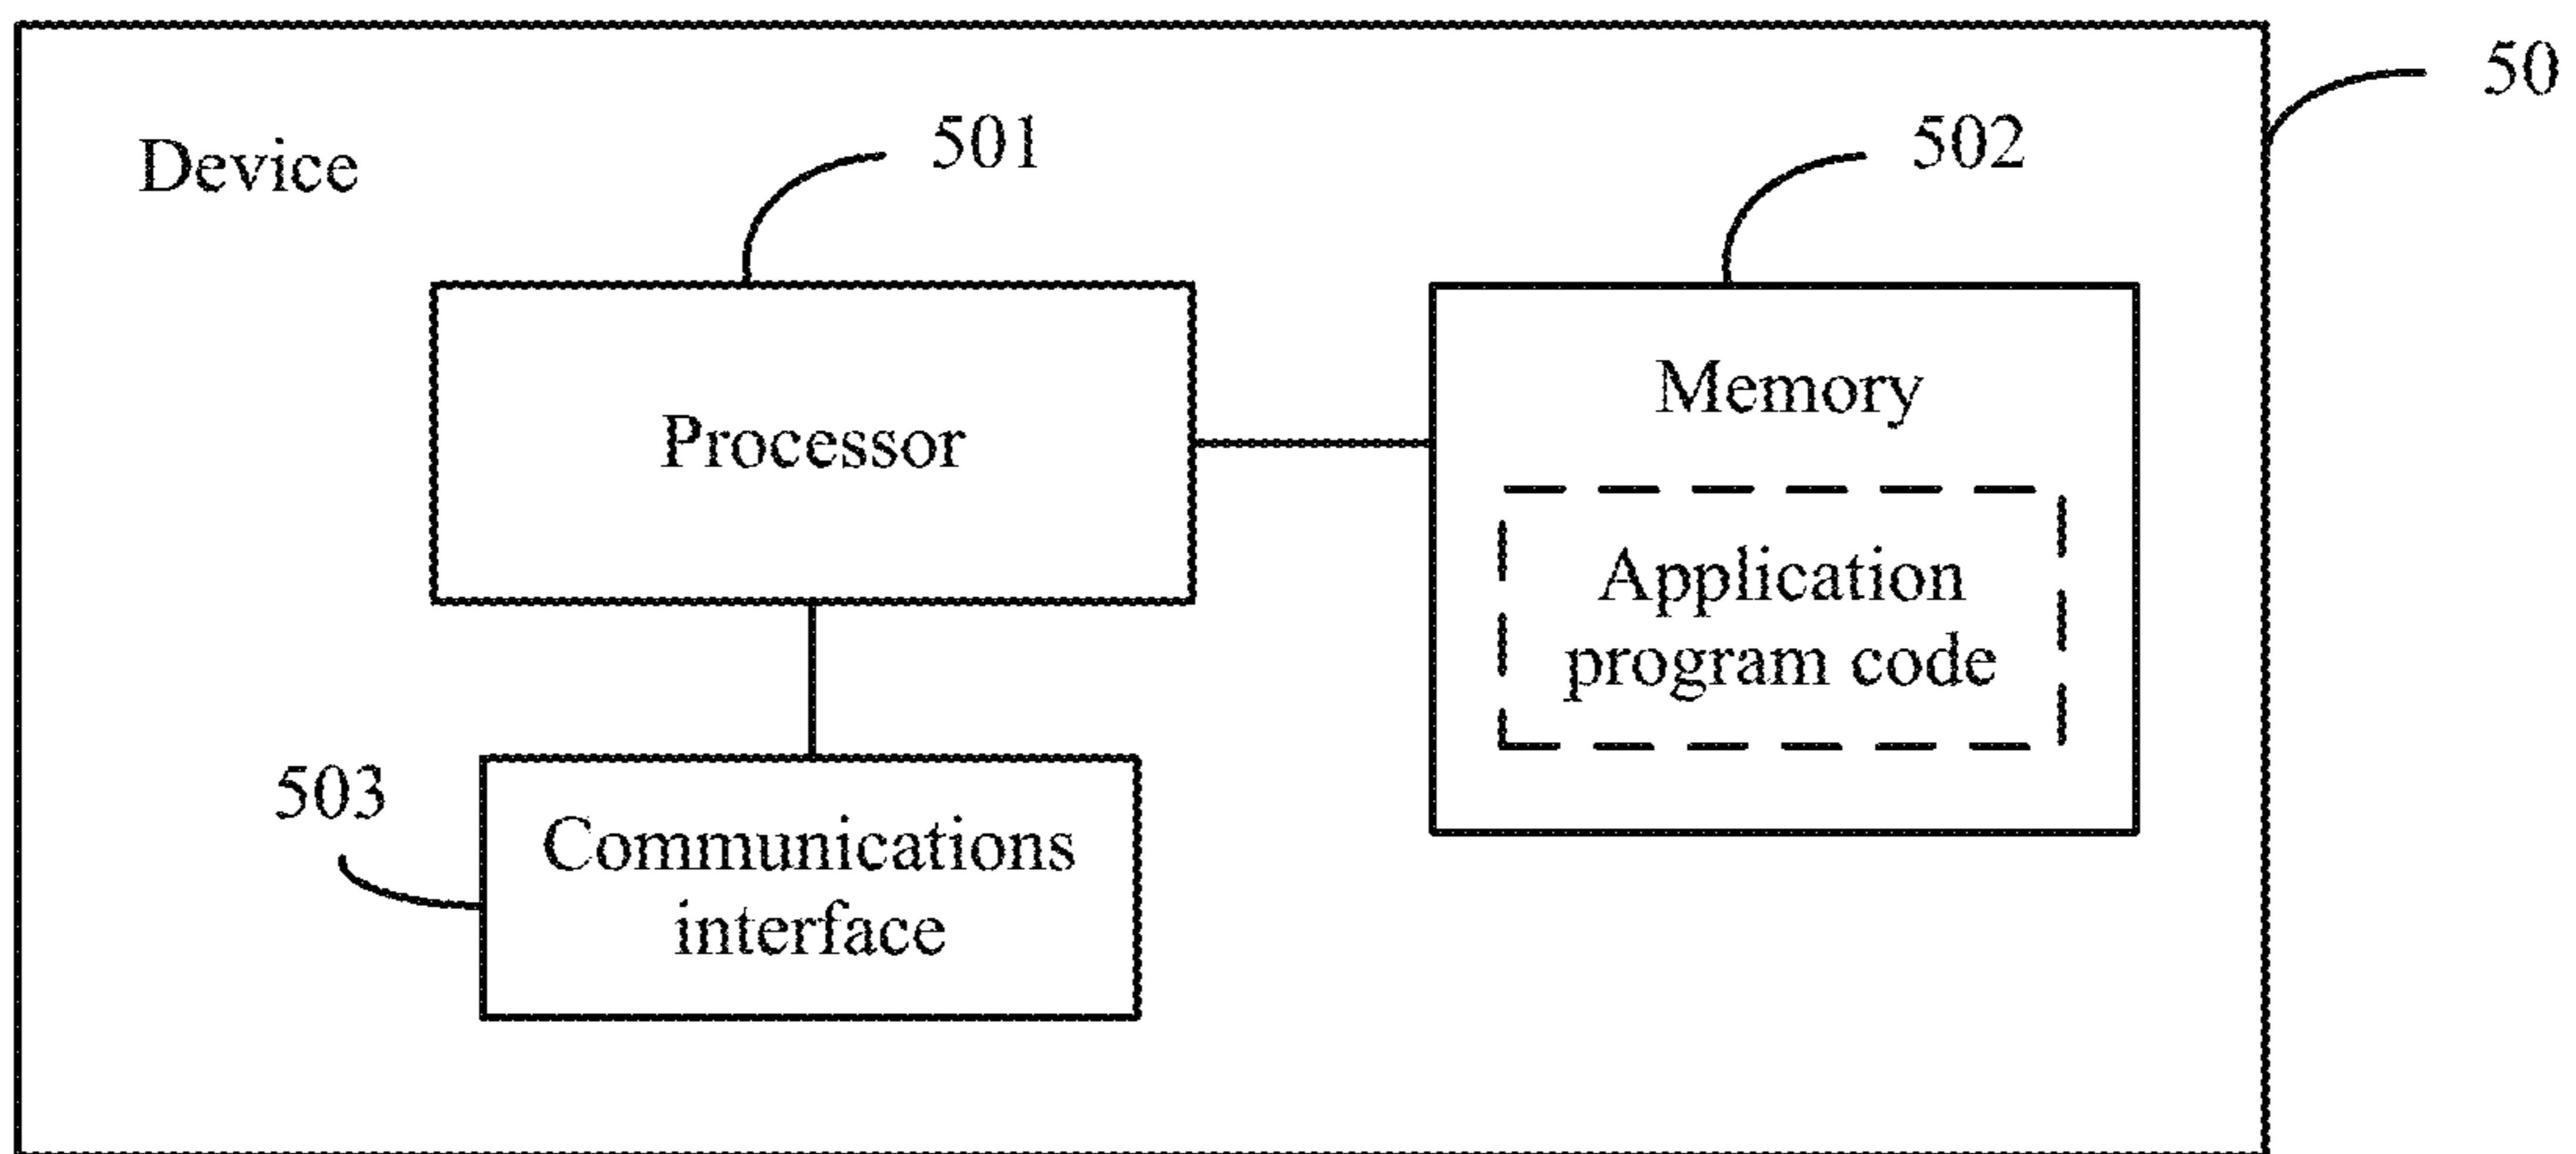 50
Device
501
502
Processor
Memory
Application
program code
503
Communications
interface